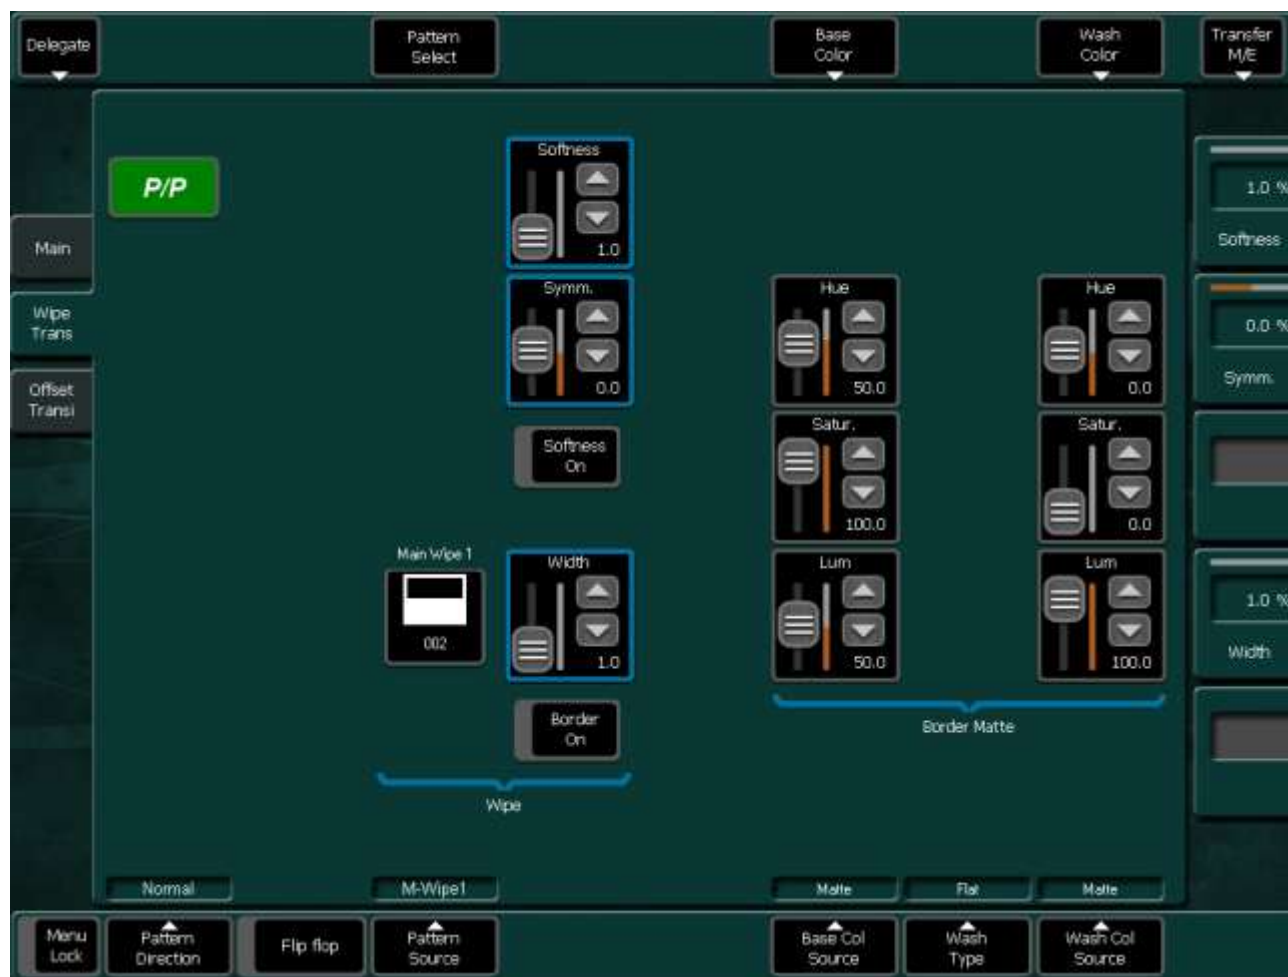 Delegate
Pattern
Select
Base
Color
Wash
Color
Transfer
M/E
P/P
Main
Wipe
Trans
Offset
Transi
Softness
1.0
Symm.
0.0
Softness
On
Main Wipe 1
002
Width
1.0
Border
On
Wipe
Hue
50.0
Satur.
100.0
Lum
50.0
Hue
0.0
Satur.
0.0
Lum
100.0
Border Matte
1.0 %
Softness
0.0 %
Symm.
1.0 %
Width
Normal
M-Wipe1
Matte
Flat
Matte
Menu
Lock
Pattern
Direction
Flip flop
Pattern
Source
Base Col
Source
Wash
Type
Wash Col
Source